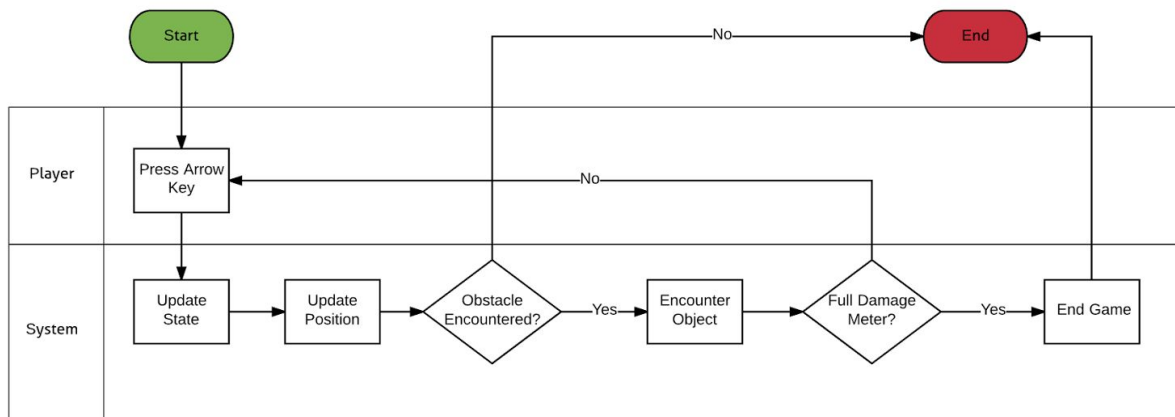 Start
No
End
Player
Press Arrow
Key
No
System
Update
State
Update
Position
Obstacle
Encountered?
Yes
Encounter
Object
Full Damage
Meter?
Yes
End Game